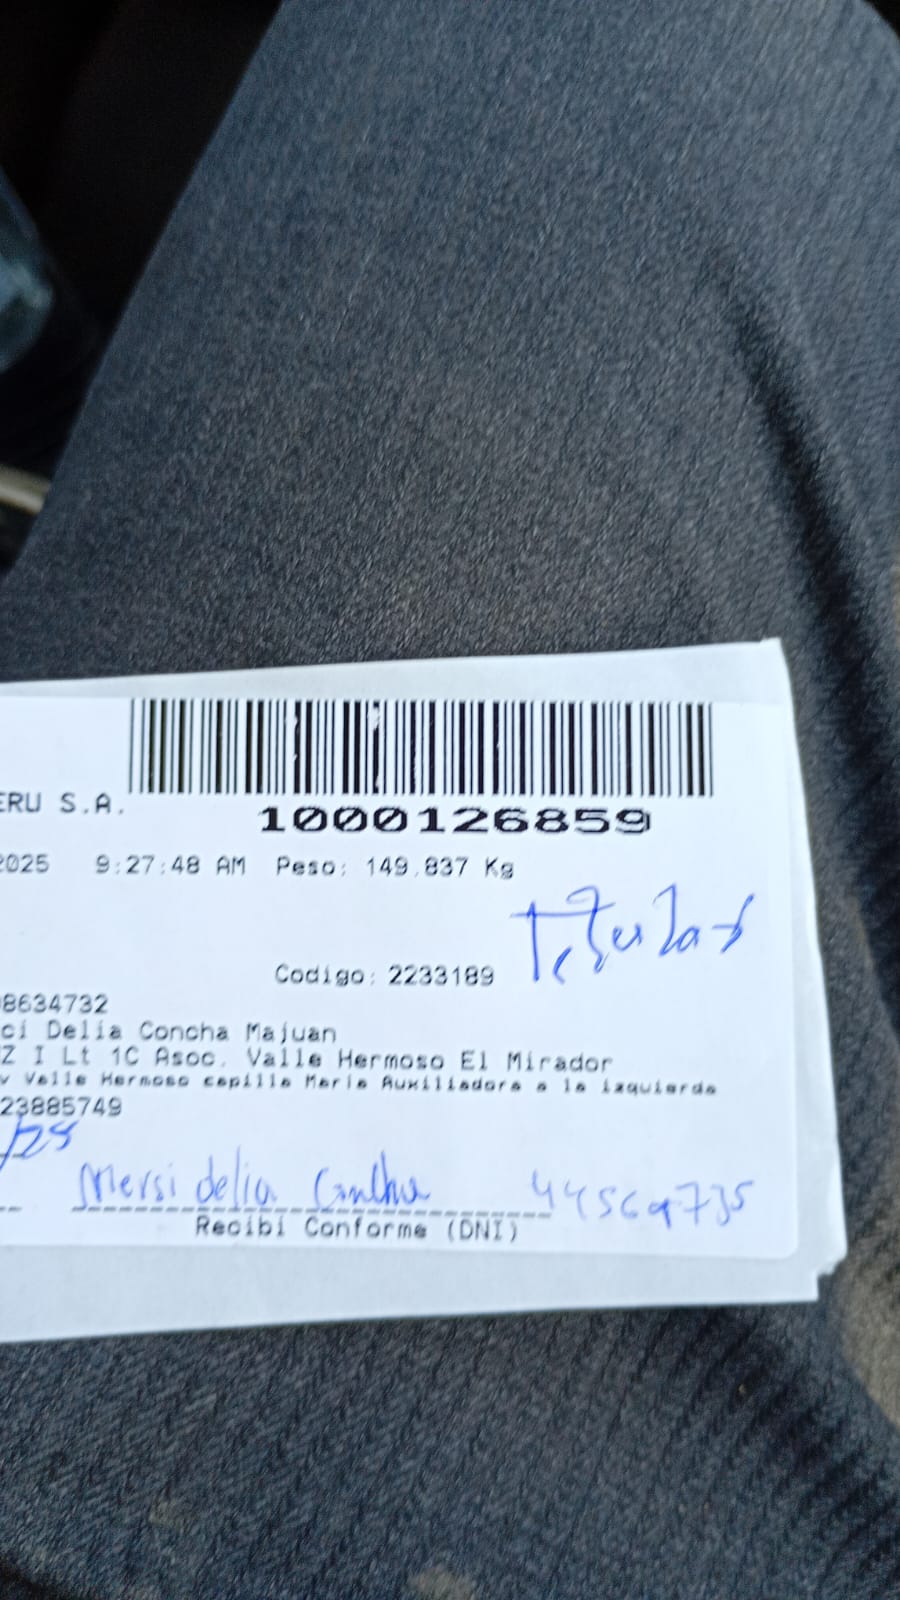 1000126859
ERU S.A.
2025 9:27:48 AM Peso: 149,837 Kg
Titular
Codigo: 2233189
8634732
ci Delia Concha Majuan
Z I Lt 1C Asoc. Valle Hermoso El Mirador
v Valle Hermoso capilla Maria Auxiliadora a la izquierda
23885749
/25
Mersi delia Concha 44569735
Recibi Conforme (DNI)